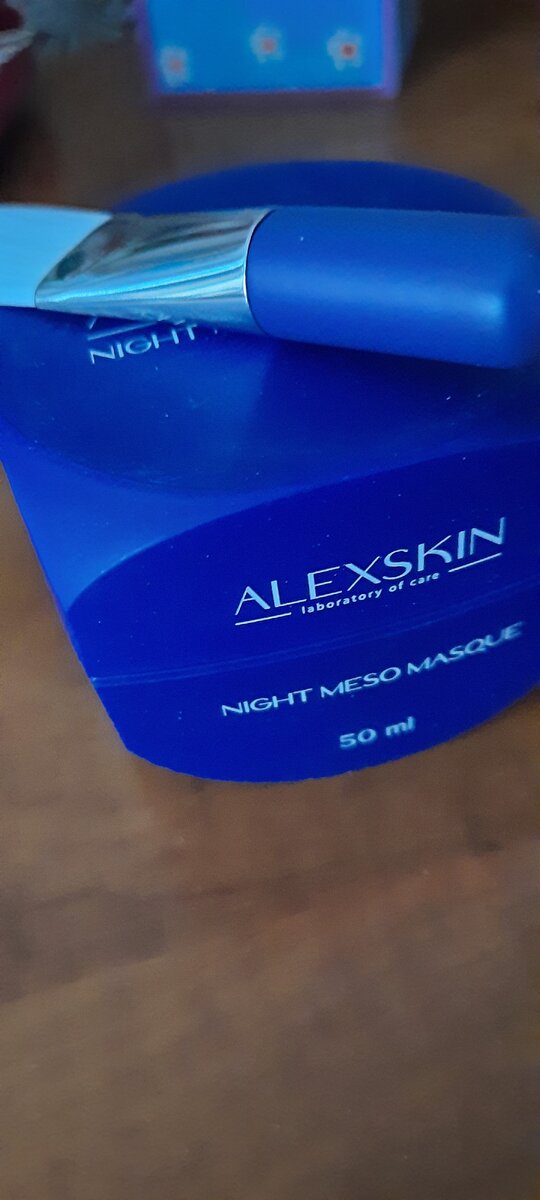 NIGHT
ALEXSKIN
laboratory of care
NIGHT MESO MASQUE
50 ml